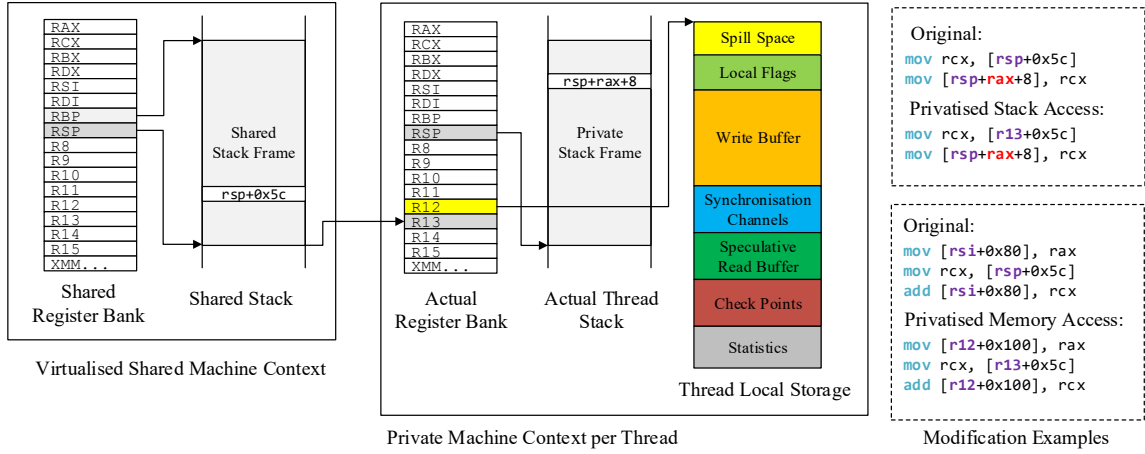 RAX
RCX
RBX
RDX
RSI
RDI
RBP
RSP
R8
R9
R10
R11
R12
R13
R14
R15
XMM...
Shared
Register Bank
Shared
Stack Frame
rsp+0x5c
Shared Stack
Virtualised Shared Machine Context
RAX
RCX
RBX
RDX
RSI
RDI
RBP
RSP
R8
R9
R10
R11
R12
R13
R14
R15
XMM...
Actual
Register Bank
rsp+rax+8
Private
Stack Frame
Actual Thread
Stack
Spill Space
Local Flags
Write Buffer
Synchronisation
Channels
Speculative
Read Buffer
Check Points
Statistics
Thread Local Storage
Private Machine Context per Thread
Original:
mov rcx, [rsp+0x5c]
mov [rsp+rax+8], rcx
Privatised Stack Access:
mov rcx, [r13+0x5c]
mov [rsp+rax+8], rcx
Original:
mov [rsi+0x80], rax
mov rcx, [rsp+0x5c]
add [rsi+0x80], rcx
Privatised Memory Access:
mov [r12+0x100], rax
mov rcx, [r13+0x5c]
add [r12+0x100], rcx
Modification Examples